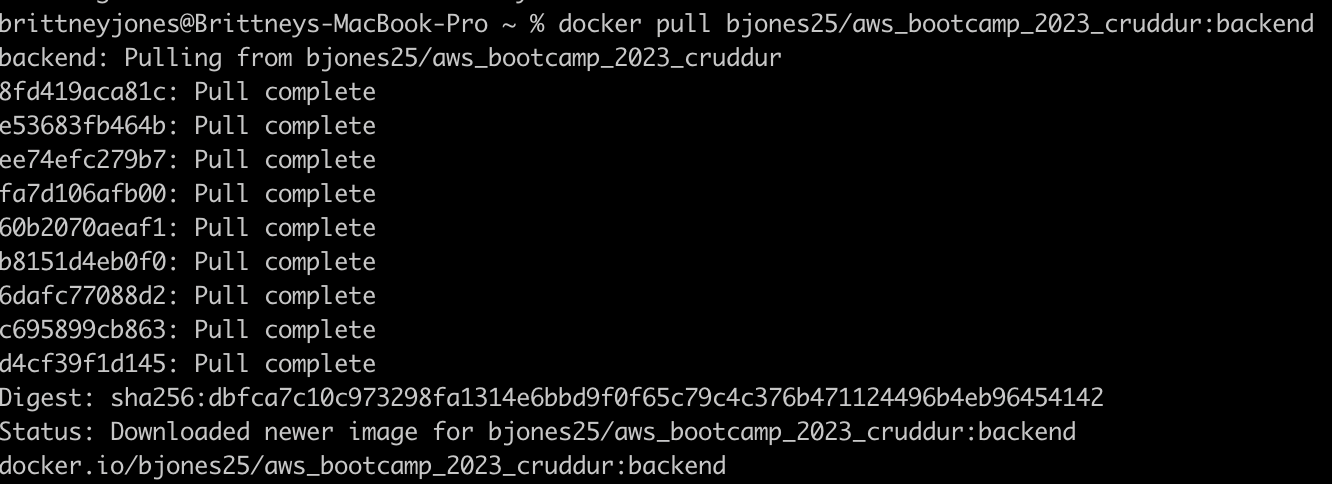 brittneyjones@Brittneys-MacBook-Pro ~ % docker pull bjones25/aws_bootcamp_2023_cruddur:backend
backend: Pulling from bjones25/aws_bootcamp_2023_cruddur
8fd419aca81c: Pull complete
e53683fb464b: Pull complete
ee74efc279b7: Pull complete
fa7d106afb00: Pull complete
60b2070aeaf1: Pull complete
b8151d4eb0f0: Pull complete
6dafc77088d2: Pull complete
c695899cb863: Pull complete
d4cf39f1d145: Pull complete
Digest: sha256:dbfca7c10c973298fa1314e6bbd9f0f65c79c4c376b471124496b4eb96454142
Status: Downloaded newer image for bjones25/aws_bootcamp_2023_cruddur:backend
docker.io/bjones25/aws_bootcamp_2023_cruddur:backend